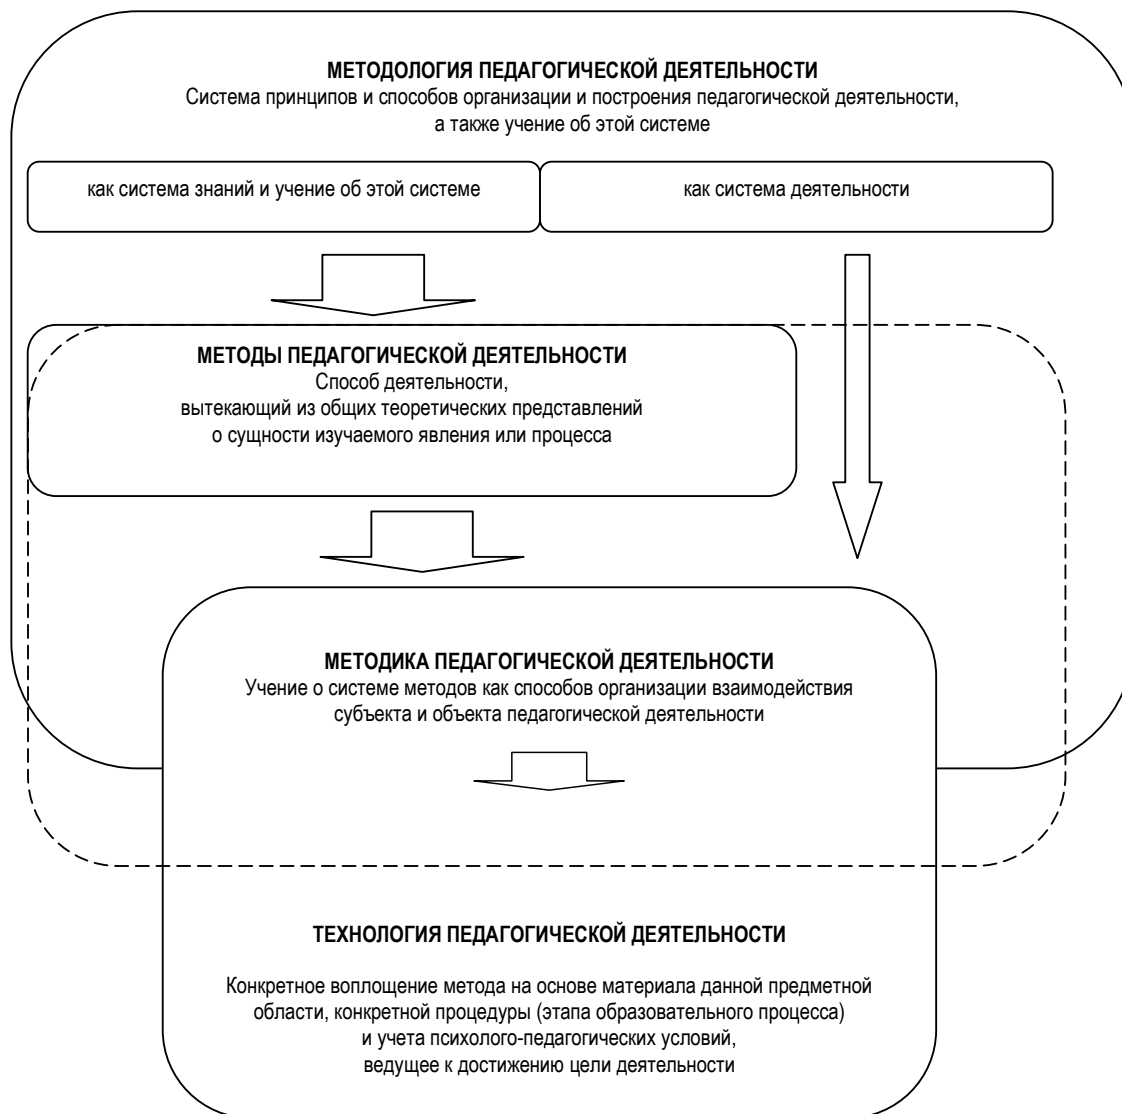 МЕТОДОЛОГИЯ ПЕДАГОГИЧЕСКОЙ ДЕЯТЕЛЬНОСТИ
Система принципов и способов организации и построения педагогической деятельности,
а также учение об этой системе
как система знаний и учение об этой системе
как система деятельности
МЕТОДЫ ПЕДАГОГИЧЕСКОЙ ДЕЯТЕЛЬНОСТИ
Способ деятельности,
вытекающий из общих теоретических представлений
о сущности изучаемого явления или процесса
МЕТОДИКА ПЕДАГОГИЧЕСКОЙ ДЕЯТЕЛЬНОСТИ
Учение о системе методов как способов организации взаимодействия
субъекта и объекта педагогической деятельности
ТЕХНОЛОГИЯ ПЕДАГОГИЧЕСКОЙ ДЕЯТЕЛЬНОСТИ
Конкретное воплощение метода на основе материала данной предметной
области, конкретной процедуры (этапа образовательного процесса)
и учета психолого-педагогических условий,
ведущее к достижению цели деятельности